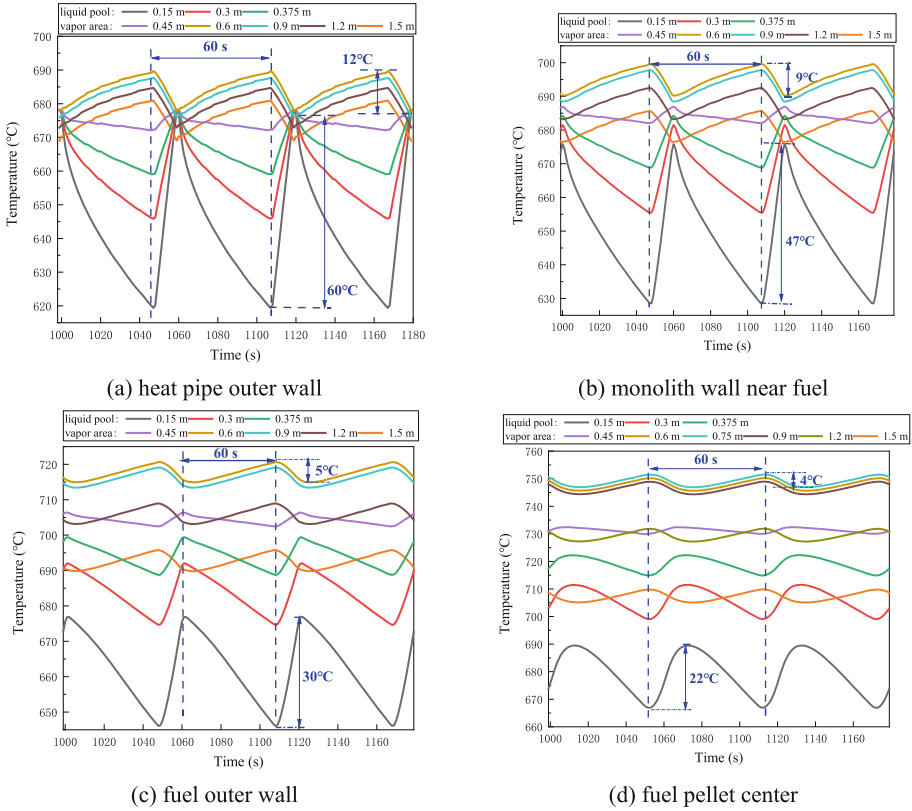 liquid pool: 0.15 m 0.3 m 0.375 m
vapor area: 0.45 m 0.6 m 0.9 m 1.2 m 1.5 m
700
690
680
670
660
650
640
630
620
60 s
12°C
60°C
Temperature (°C)
1000 1020 1040 1060 1080 1100 1120 1140 1160 1180
Time (s)
(a) heat pipe outer wall
liquid pool: 0.15 m 0.3 m 0.375 m
vapor area: 0.45 m 0.6 m 0.9 m 1.2 m 1.5 m
700
690
680
670
660
650
640
630
60 s
9°C
47°C
Temperature (°C)
1000 1020 1040 1060 1080 1100 1120 1140 1160
Time (s)
(b) monolith wall near fuel
liquid pool: 0.15 m 0.3 m 0.375 m
vapor area: 0.45 m 0.6 m 0.9 m 1.2 m 1.5 m
720
710
700
690
680
670
660
650
60 s
5°C
30°C
Temperature (°C)
1000 1020 1040 1060 1080 1100 1120 1140 1160
Time (s)
(c) fuel outer wall
liquid pool: 0.15 m 0.3 m 0.375 m
vapor area: 0.45 m 0.6 m 0.75 m 0.9 m 1.2 m 1.5 m
760
750
740
730
720
710
700
690
680
670
660
60 s
4°C
22°C
Temperature (°C)
1000 1020 1040 1060 1080 1100 1120 1140 1160
Time (s)
(d) fuel pellet center